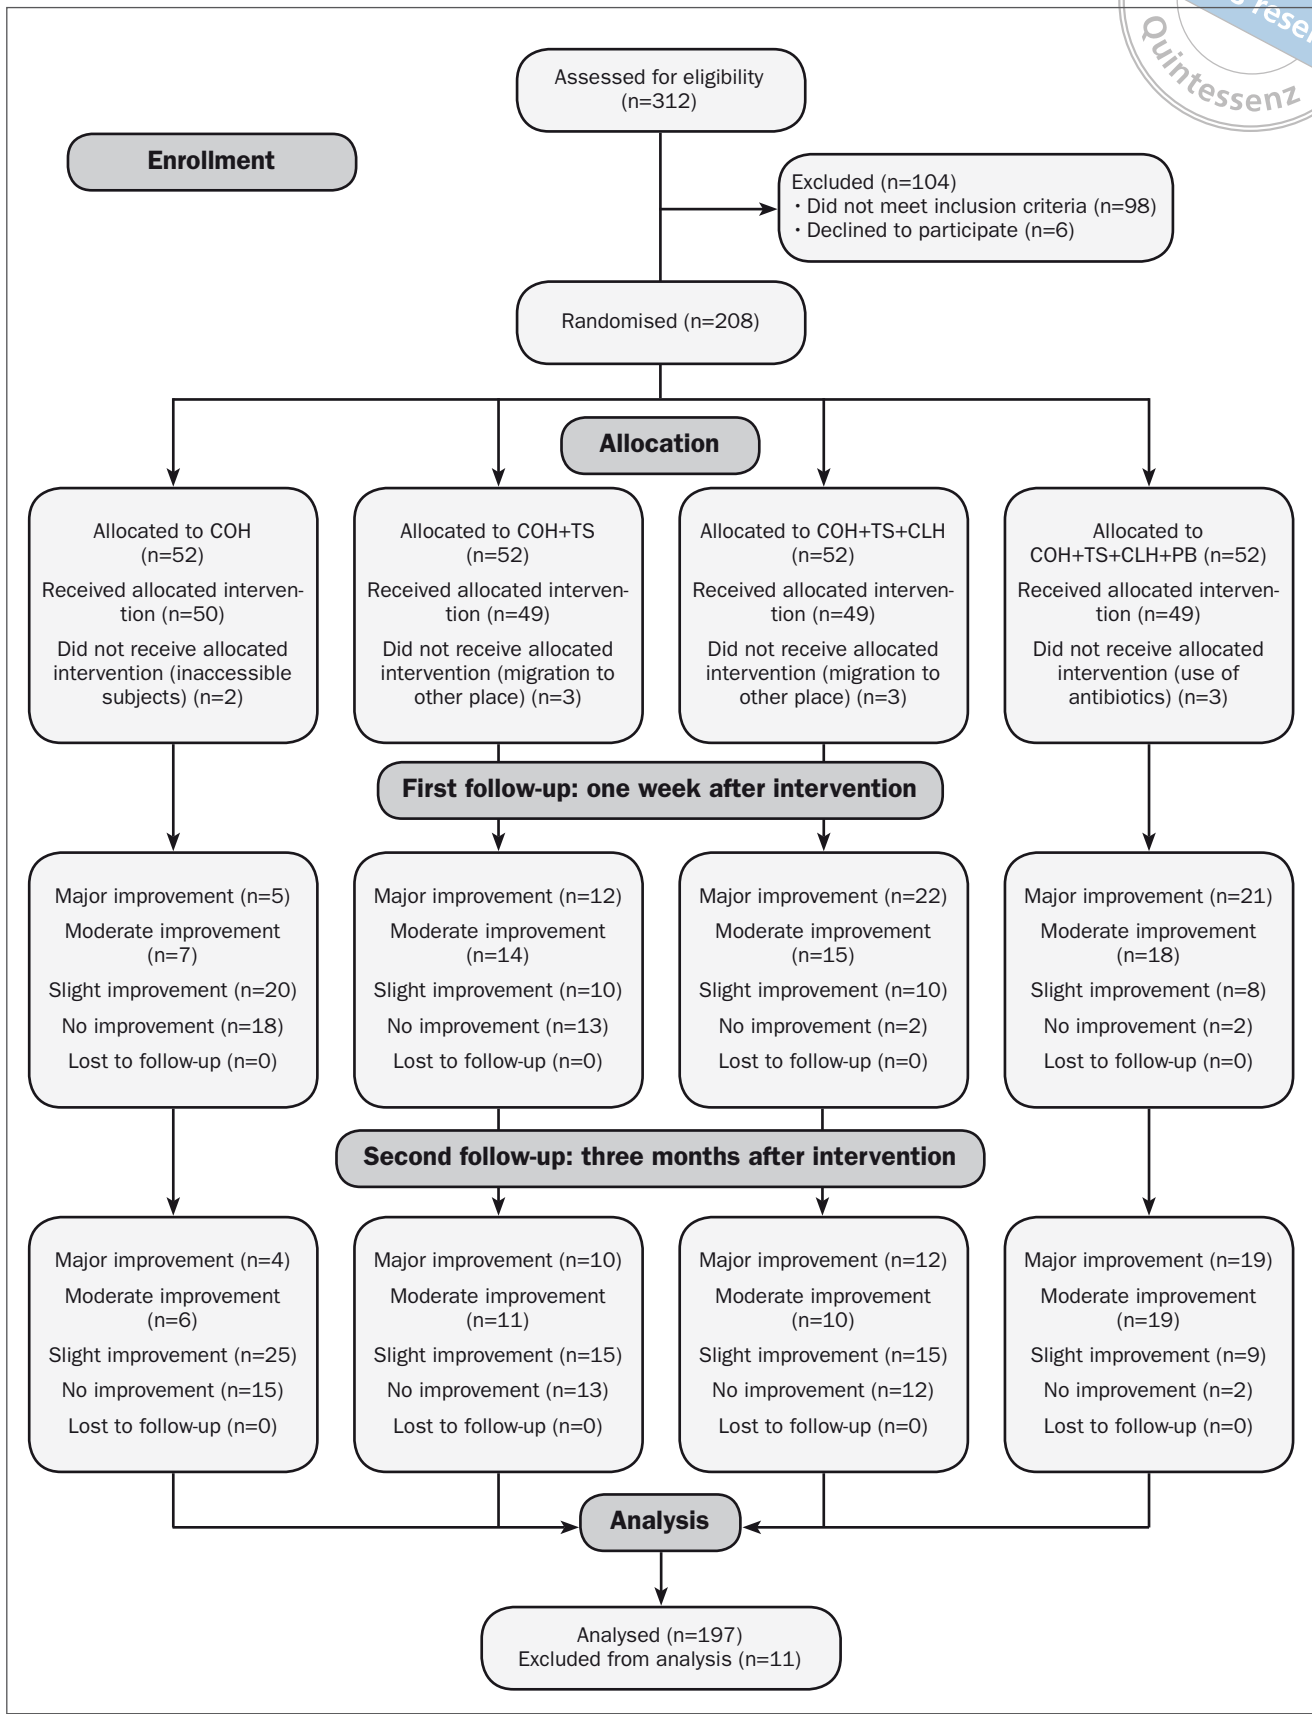 s reser
Quintessenz
Assessed for eligibility
(n=312)
Enrollment
Excluded (n=104)
· Did not meet inclusion criteria (n=98)
· Declined to participate (n=6)
Randomised (n=208)
Allocation
Allocated to COH
(n=52)
Received allocated interven-
tion (n=50)
Did not receive allocated
intervention (inaccessible
subjects) (n=2)
Allocated to COH+TS
(n=52)
Received allocated interven-
tion (n=49)
Did not receive allocated
intervention (migration to
other place) (n=3)
Allocated to COH+TS+CLH
(n=52)
Received allocated interven-
tion (n=49)
Did not receive allocated
intervention (migration to
other place) (n=3)
Allocated to
COH+TS+CLH+PB (n=52)
Received allocated interven-
tion (n=49)
Did not receive allocated
intervention (use of
antibiotics) (n=3)
First follow-up: one week after intervention
Major improvement (n=5)
Moderate improvement
(n=7)
Slight improvement (n=20)
No improvement (n=18)
Lost to follow-up (n=0)
Major improvement (n=12)
Moderate improvement
(n=14)
Slight improvement (n=10)
No improvement (n=13)
Lost to follow-up (n=0)
Major improvement (n=22)
Moderate improvement
(n=15)
Slight improvement (n=10)
No improvement (n=2)
Lost to follow-up (n=0)
Major improvement (n=21)
Moderate improvement
(n=18)
Slight improvement (n=8)
No improvement (n=2)
Lost to follow-up (n=0)
Second follow-up: three months after intervention
Major improvement (n=4)
Moderate improvement
(n=6)
Slight improvement (n=25)
No improvement (n=15)
Lost to follow-up (n=0)
Major improvement (n=10)
Moderate improvement
(n=11)
Slight improvement (n=15)
No improvement (n=13)
Lost to follow-up (n=0)
Major improvement (n=12)
Moderate improvement
(n=10)
Slight improvement (n=15)
No improvement (n=12)
Lost to follow-up (n=0)
Major improvement (n=19)
Moderate improvement
(n=19)
Slight improvement (n=9)
No improvement (n=2)
Lost to follow-up (n=0)
Analysis
Analysed (n=197)
Excluded from analysis (n=11)